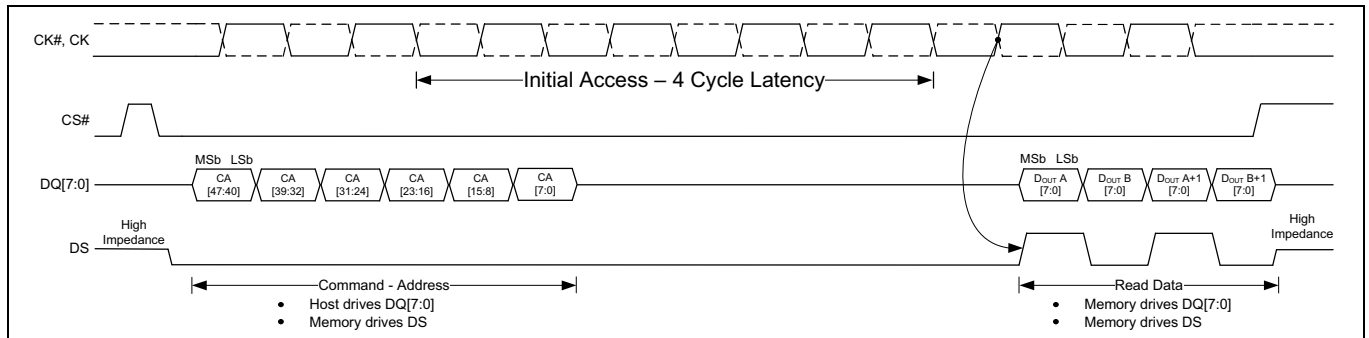 CK#, CK
Initial Access – 4 Cycle Latency
CS#
MSb LSb
MSb LSb
DQ[7:0]
CA
[47:40]
CA
[39:32]
CA
[31:24]
CA
[23:16]
CA
[15:8]
CA
[7:0]
DOUT A
[7:0]
DOUT B
[7:0]
DOUT A+1
[7:0]
DOUT B+1
[7:0]
High
Impedance
High
Impedance
DS
Command - Address
• Host drives DQ[7:0]
• Memory drives DS
Read Data
• Memory drives DQ[7:0]
• Memory drives DS